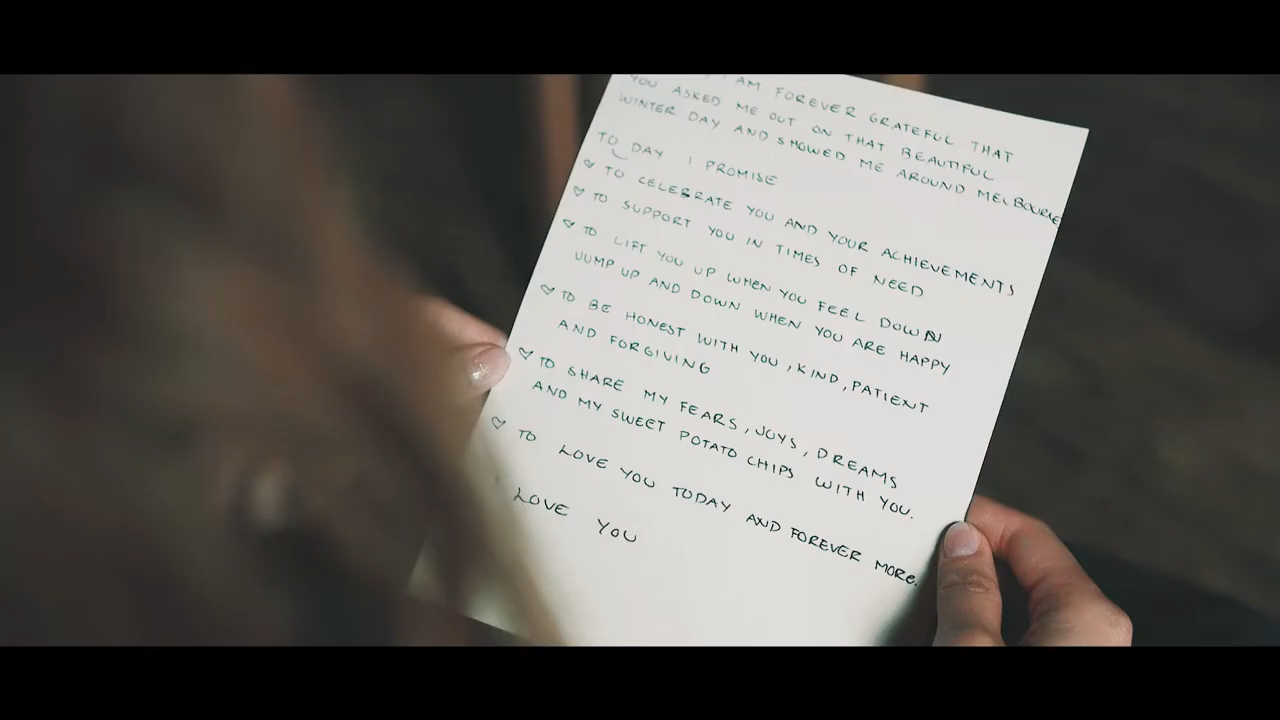 I AM FOREVER GRATEFUL THAT
YOU ASKED ME OUT ON THAT BEAUTIFUL
WINTER DAY AND SHOWED ME AROUND MELBOURNE
TO DAY I PROMISE
♡ TO CELEBRATE YOU AND YOUR ACHIEVEMENTS
♡ TO SUPPORT YOU IN TIMES OF NEED
♡ TO LIFT YOU UP WHEN YOU FEEL DOWN
JUMP UP AND DOWN WHEN YOU ARE HAPPY
♡ TO BE HONEST WITH YOU, KIND, PATIENT
AND FORGIVING
♡ TO SHARE MY FEARS, JOYS, DREAMS
AND MY SWEET POTATO CHIPS WITH YOU.
♡ TO LOVE YOU TODAY AND FOREVER MORE.
LOVE YOU